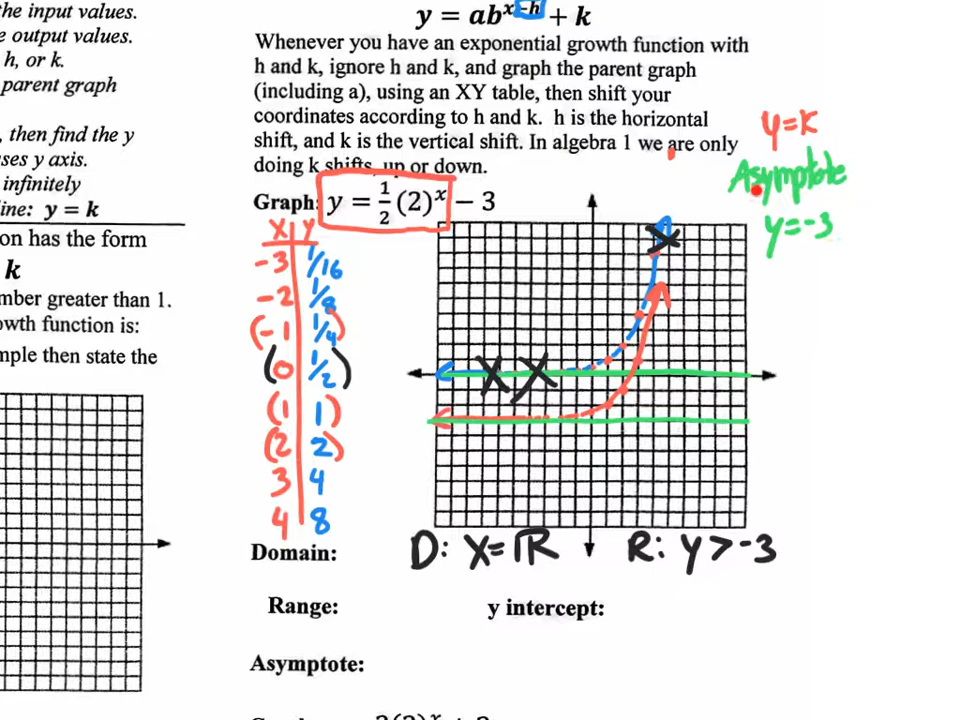 the input values.
e output values.
h, or k.
parent graph
, then find the y
ses y axis.
infinitely
line: y = k
on has the form
k
mber greater than 1.
owth function is:
mple then state the
y = ab^{x-h} + k
Whenever you have an exponential growth function with
h and k, ignore h and k, and graph the parent graph
(including a), using an XY table, then shift your
coordinates according to h and k. h is the horizontal
shift, and k is the vertical shift. In algebra 1 we are only
doing k shifts, up or down.
y=k
Asymptote
y=-3
Graph: y = 1/2 (2)^x − 3
X Y
-3 1/16
-2 1/8
(-1 1/4)
(0 1/2)
(1 1)
(2 2)
3 4
4 8
X X X
D: X=ℝ R: y>-3
Domain:
Range: y intercept:
Asymptote: